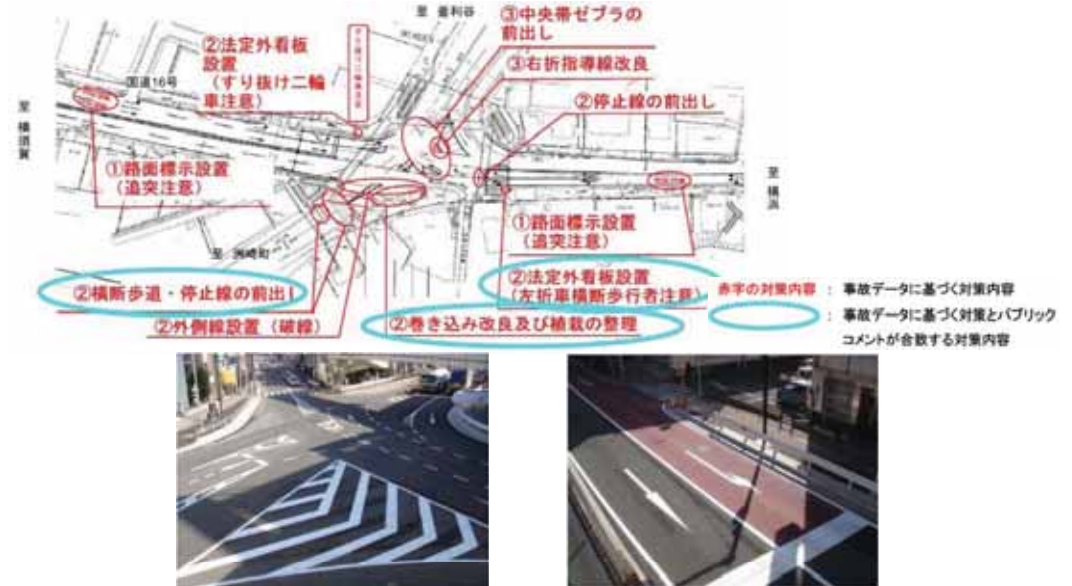 至 釜利谷
③中央帯ゼブラの
前出し
②法定外看板
設置
(すり抜け二輪
車注意)
③右折指導線改良
国道16号
②停止線の前出し
至 横須賀
①路面標示設置
(追突注意)
至 横浜
①路面標示設置
(追突注意)
至 洲崎町
②横断歩道・停止線の前出し
②法定外看板設置
(左折車横断歩行者注意)
赤字の対策内容 : 事故データに基づく対策内容
②外側線設置(破線)
②巻き込み改良及び植栽の整理
: 事故データに基づく対策とパブリック
コメントが合致する対策内容